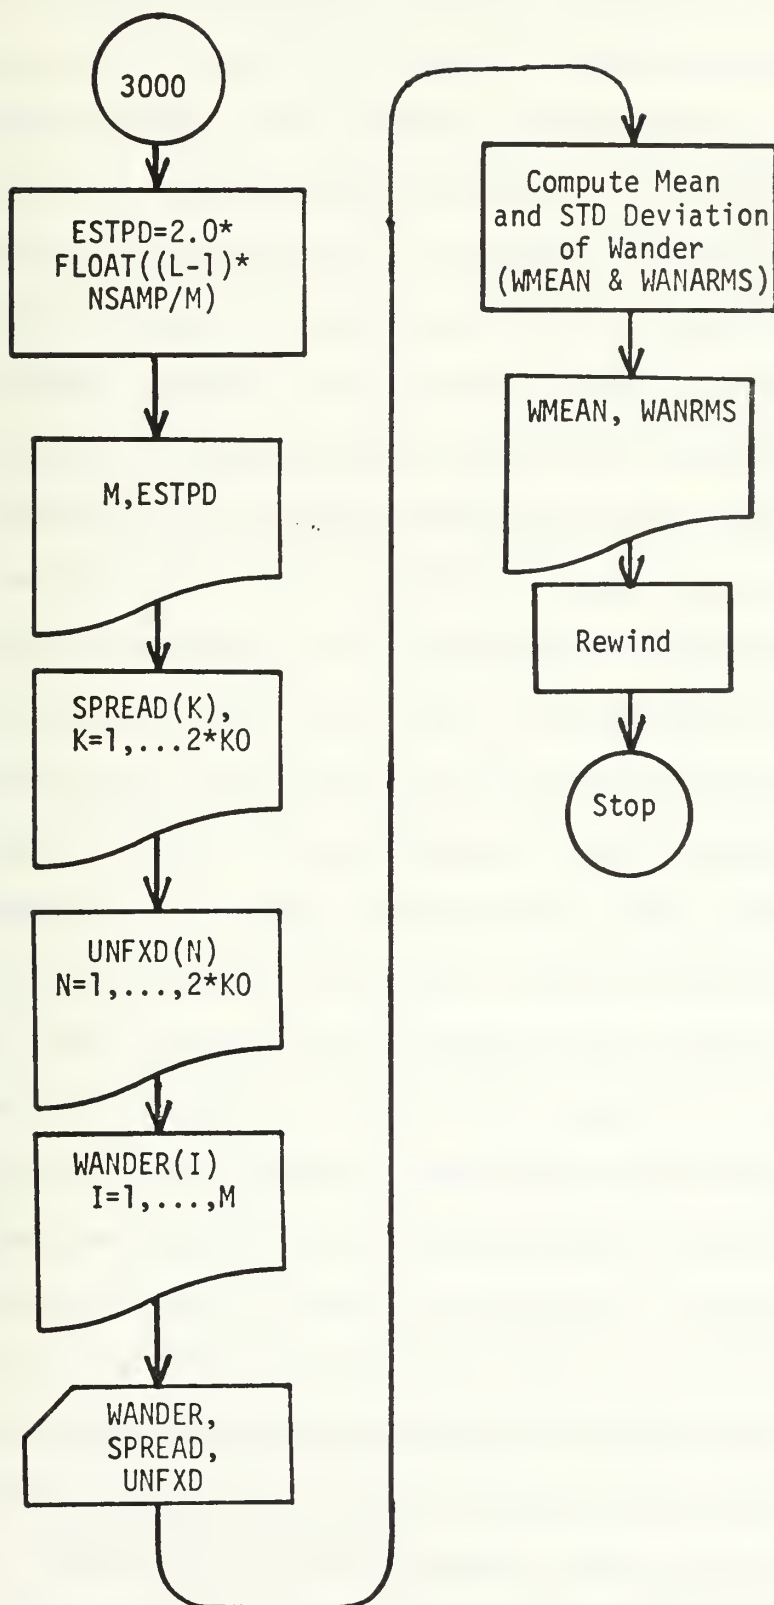 3000
ESTPD=2.0*
FLOAT((L-1)*
NSAMP/M)
M,ESTPD
SPREAD(K),
K=1,...2*KO
UNFXD(N)
N=1,...,2*KO
WANDER(I)
I=1,...,M
WANDER,
SPREAD,
UNFXD
Compute Mean
and STD Deviation
of Wander
(WMEAN & WANARMS)
WMEAN, WANRMS
Rewind
Stop